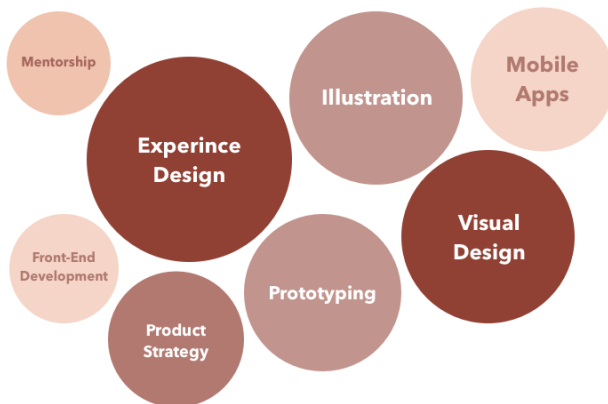 Mentorship
Experince
Design
Illustration
Mobile
Apps
Front-End
Development
Product
Strategy
Prototyping
Visual
Design